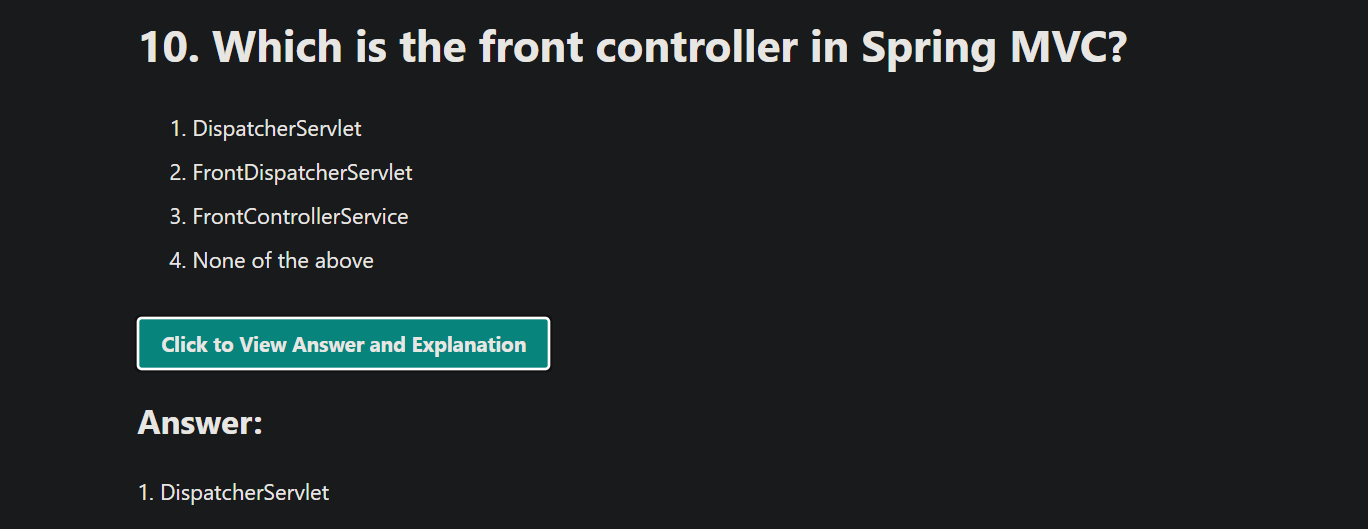 10. Which is the front controller in Spring MVC?
1. DispatcherServlet
2. FrontDispatcherServlet
3. FrontControllerService
4. None of the above
Click to View Answer and Explanation
Answer:
1. DispatcherServlet